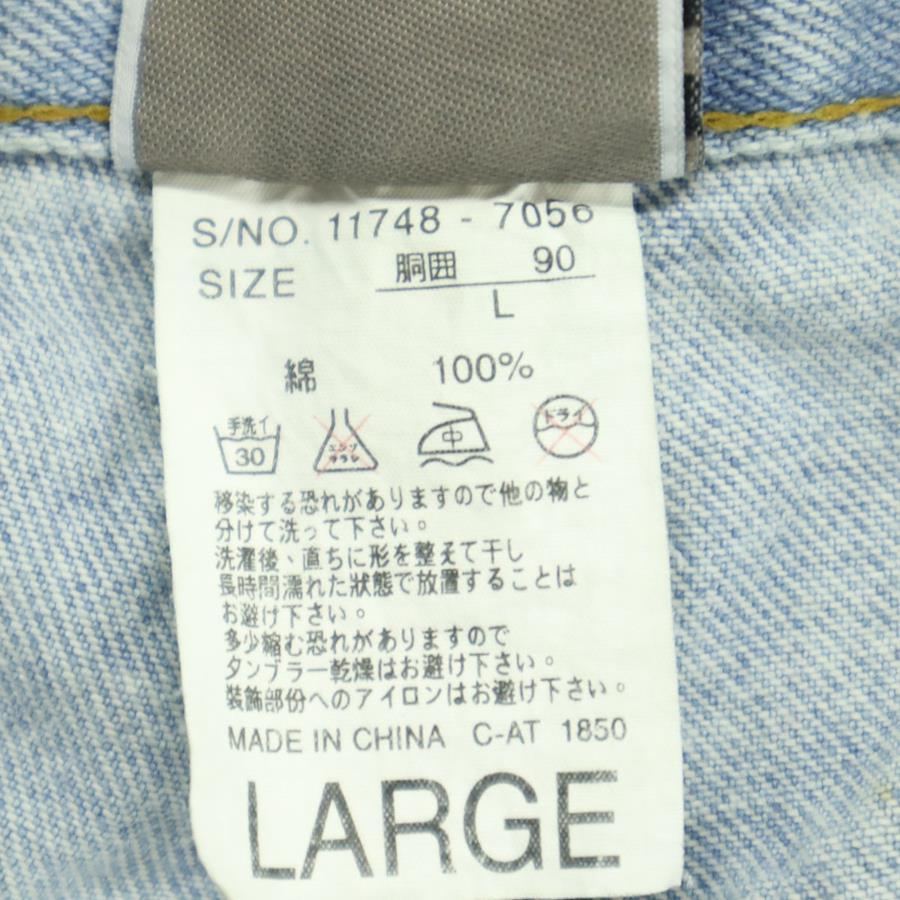 S/NO. 11748 - 7056
SIZE 胴囲 90
L
綿 100%
手洗イ 30 エンソ サラシ 中 ドライ
移染する恐れがありますので他の物と
分けて洗って下さい。
洗濯後、直ちに形を整えて干し
長時間濡れた狀態で放置することは
お避け下さい。
多少縮む恐れがありますので
タンブラー乾燥はお避け下さい。
装飾部份へのアイロンはお避け下さい。
MADE IN CHINA C-AT 1850
LARGE